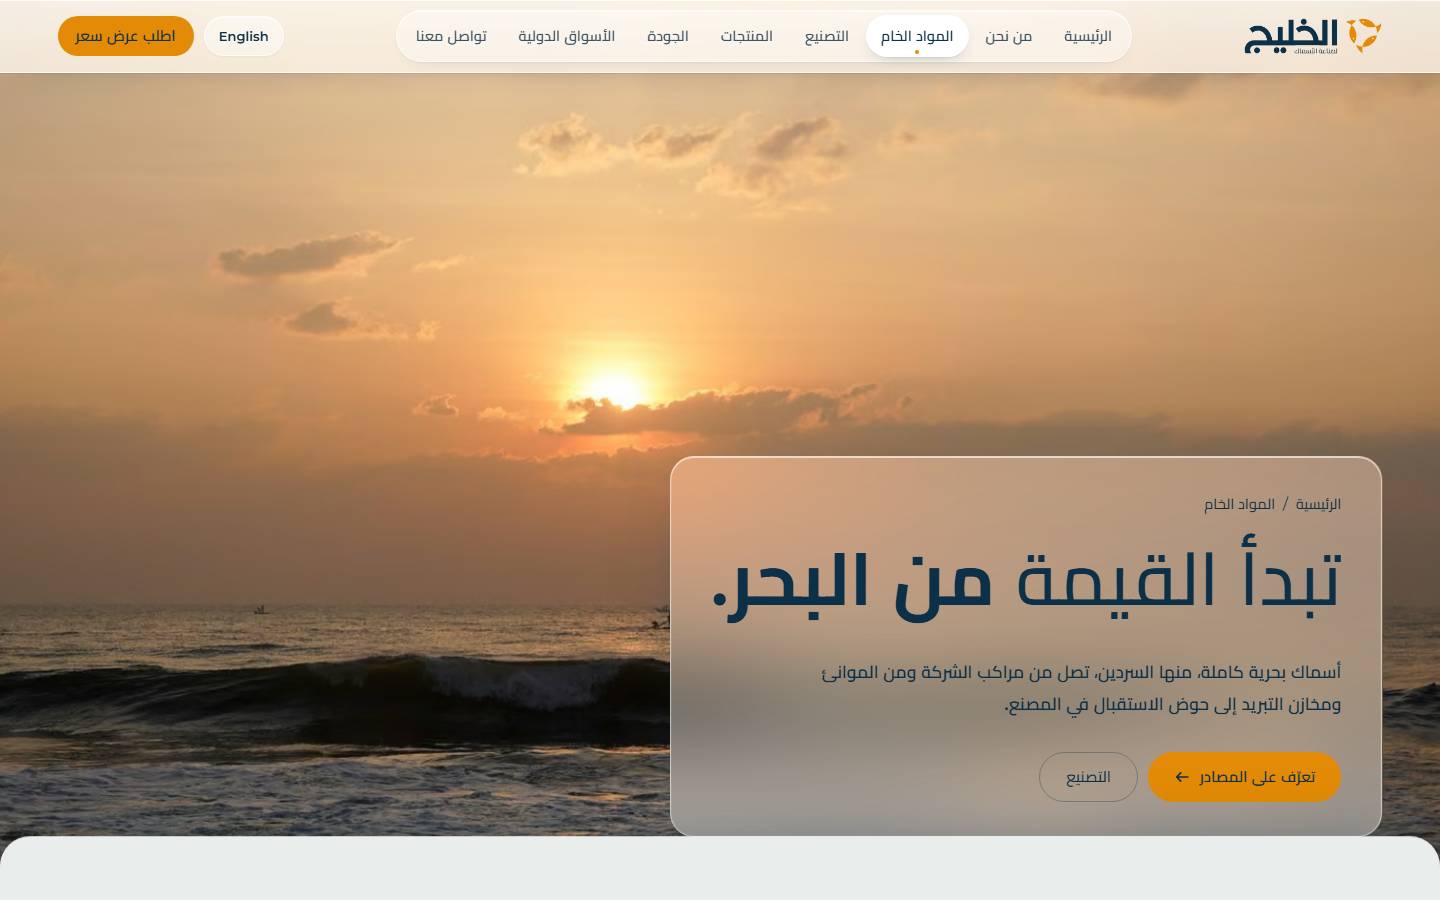 الخليج
لصناعة الأسماك
الرئيسية
من نحن
المواد الخام
التصنيع
المنتجات
الجودة
الأسواق الدولية
تواصل معنا
English
اطلب عرض سعر
الرئيسية / المواد الخام
تبدأ القيمة من البحر.
أسماك بحرية كاملة، منها السردين، تصل من مراكب الشركة ومن الموانئ
ومخازن التبريد إلى حوض الاستقبال في المصنع.
تعرّف على المصادر ←
التصنيع